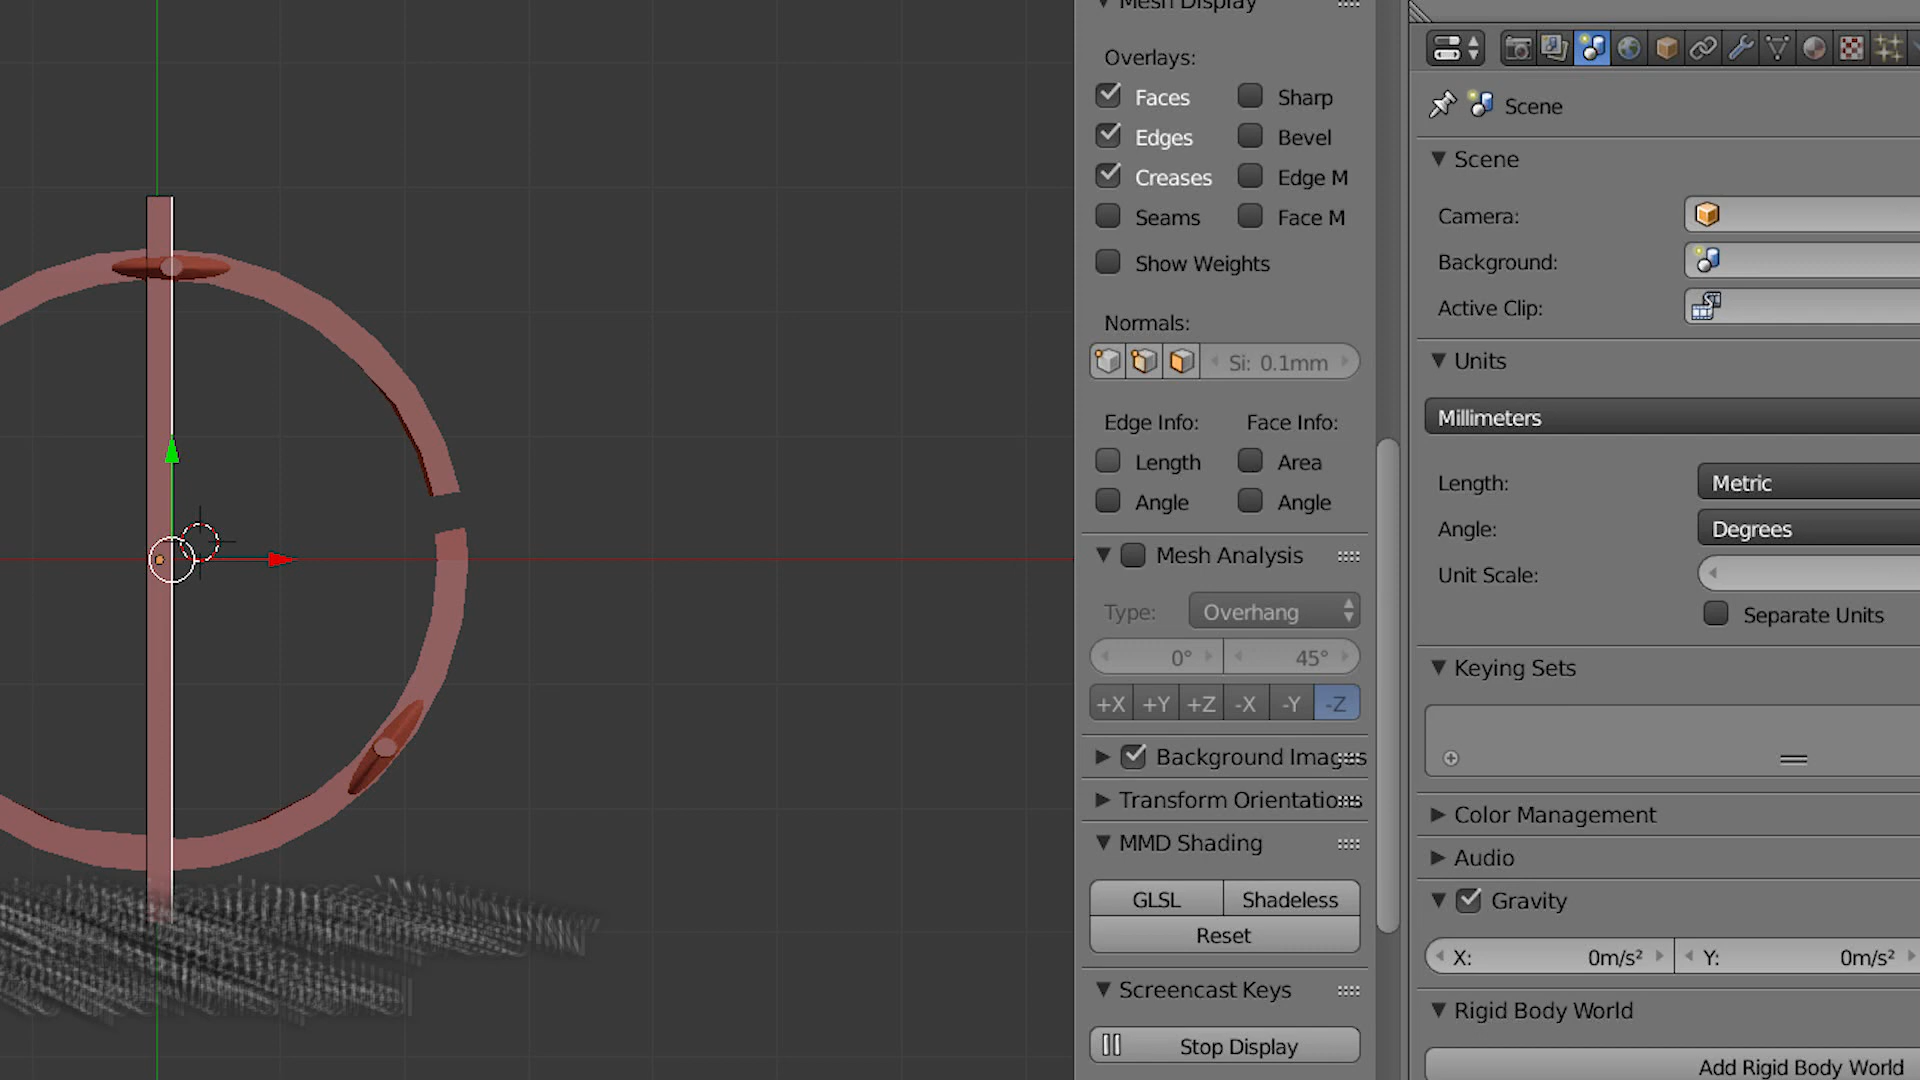 Mesh Display
Overlays:
Faces
Sharp
Edges
Bevel
Creases
Edge M
Seams
Face M
Show Weights
Normals:
Si: 0.1mm
Edge Info:
Face Info:
Length
Area
Angle
Angle
Mesh Analysis
Type:
Overhang
0°
45°
+X +Y +Z -X -Y -Z
Background Images
Transform Orientations
MMD Shading
GLSL
Shadeless
Reset
Screencast Keys
Stop Display
Scene
Scene
Camera:
Background:
Active Clip:
Units
Millimeters
Length:
Metric
Angle:
Degrees
Unit Scale:
Separate Units
Keying Sets
Color Management
Audio
Gravity
X: 0m/s²
Y: 0m/s²
Rigid Body World
Add Rigid Body World